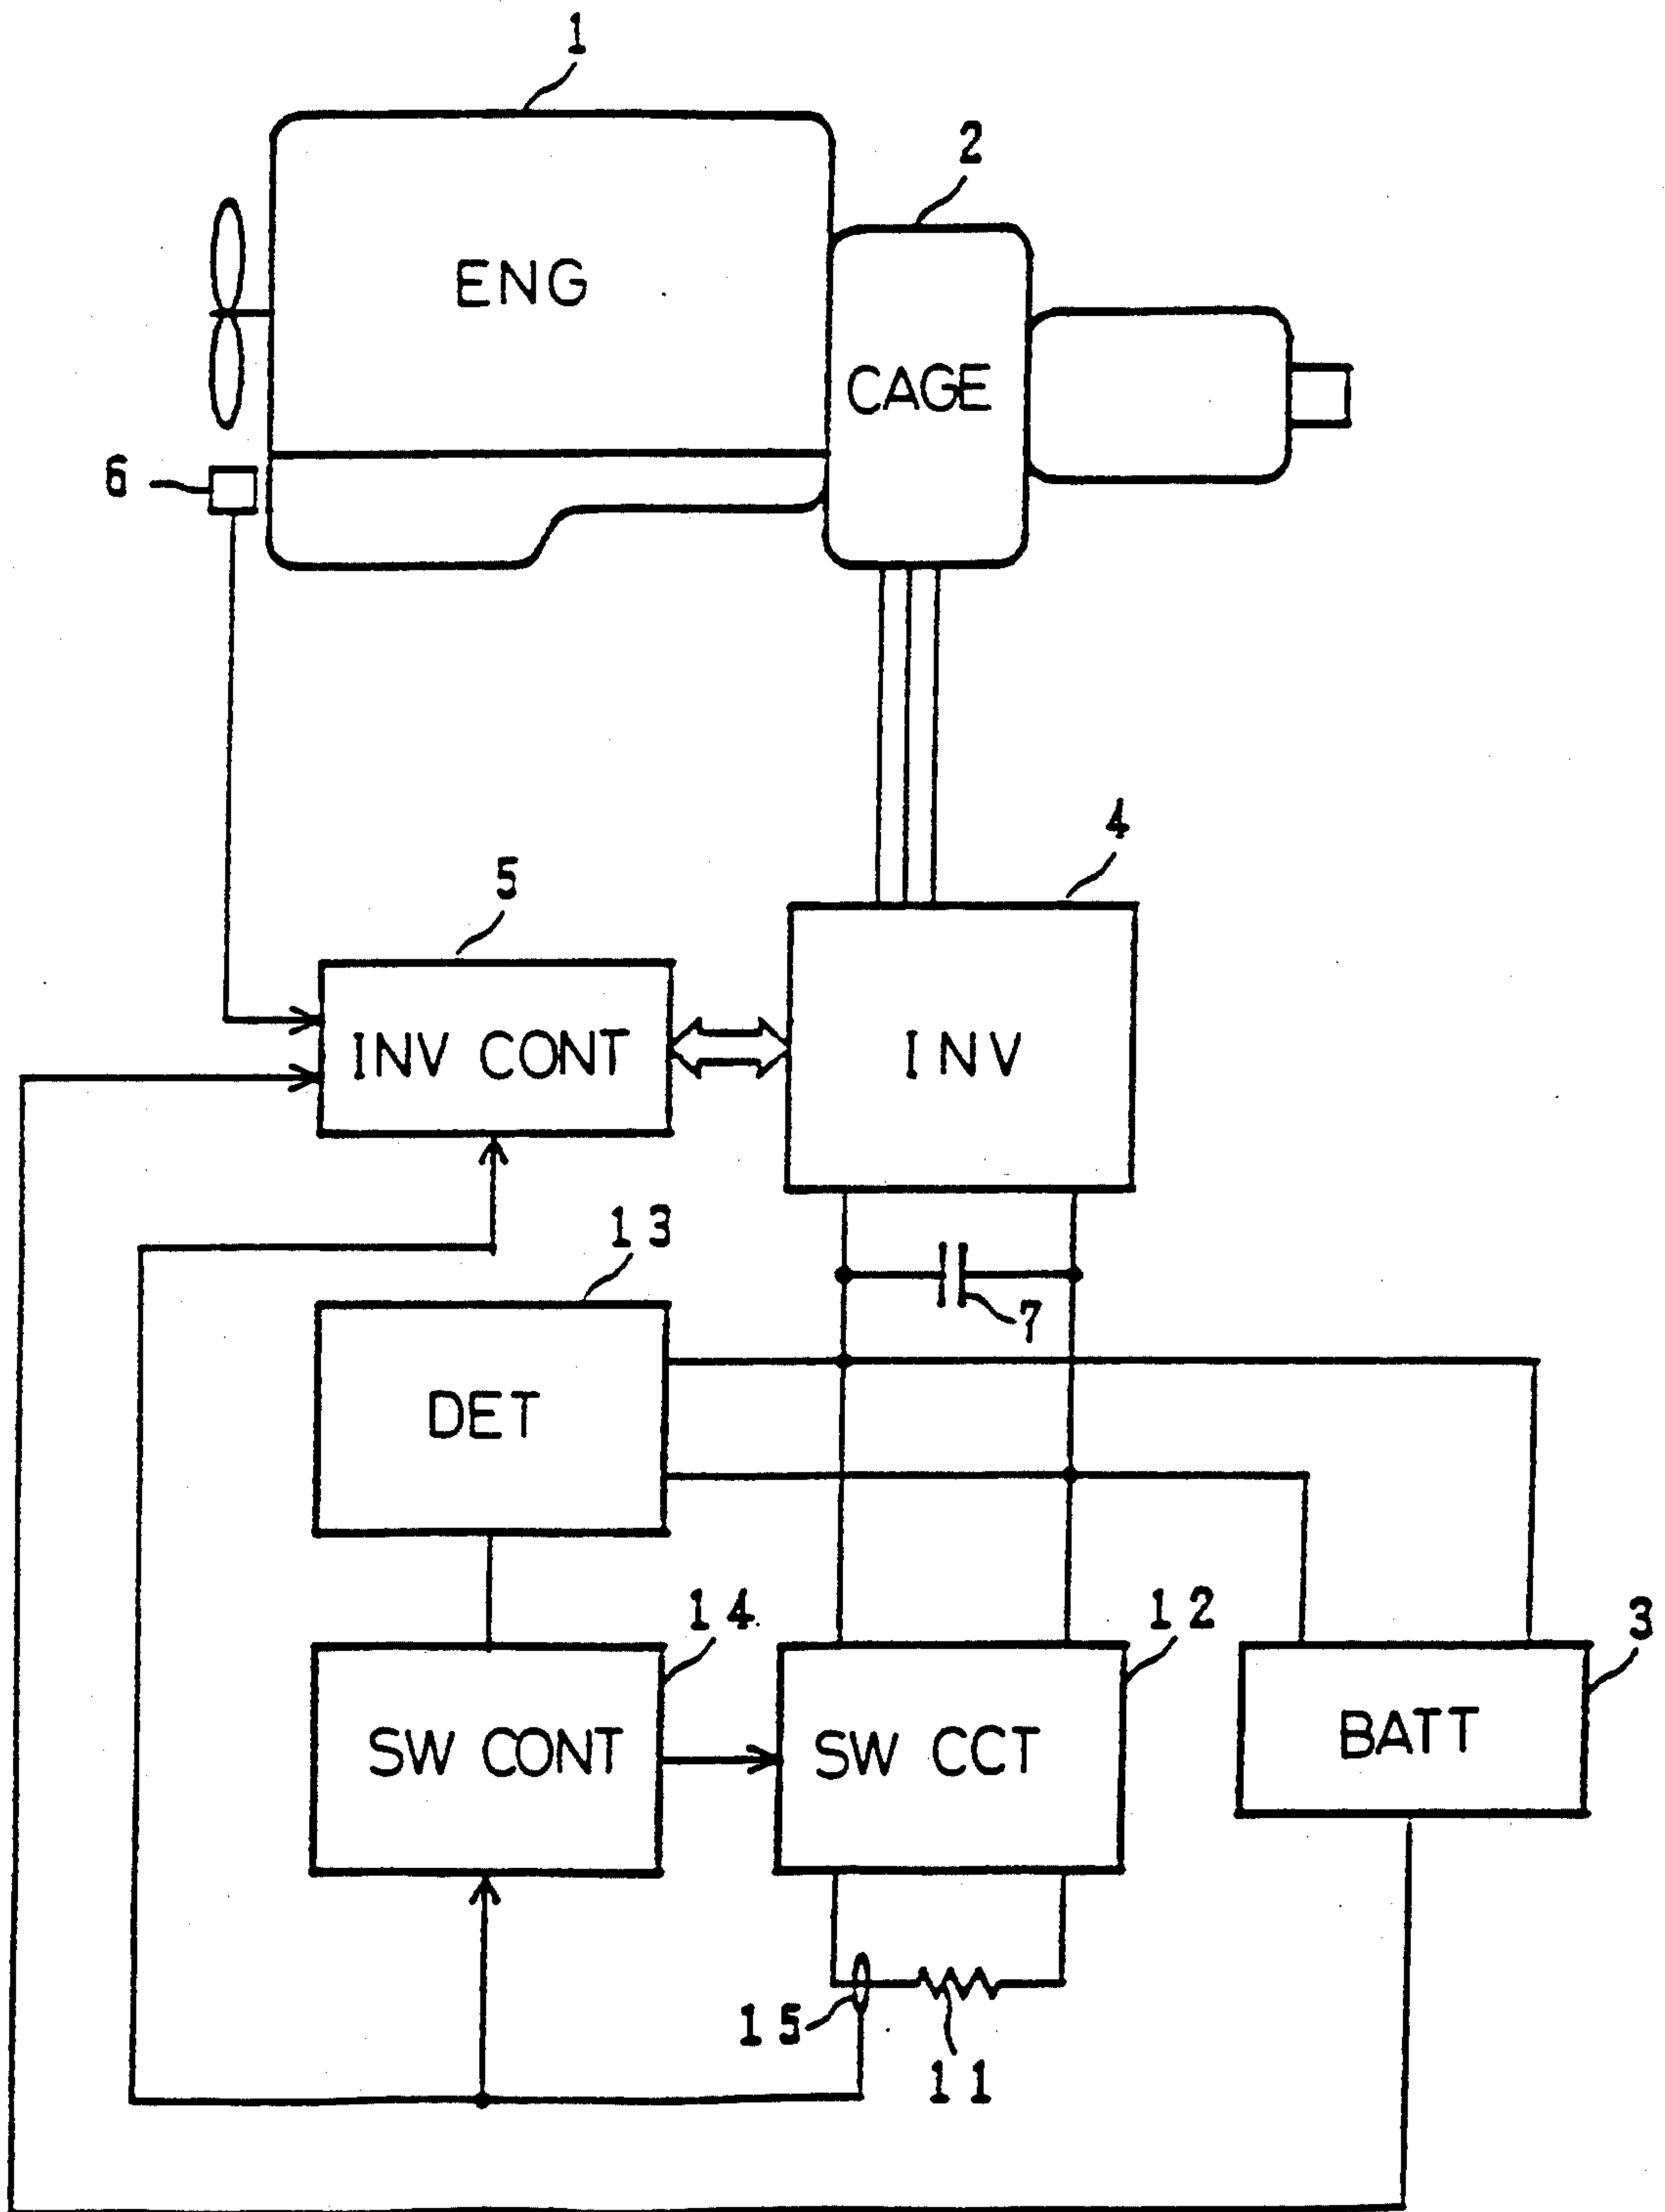 1
2
ENG
CAGE
6
4
5
INV CONT
INV
13
7
DET
14
12
3
SW CONT
SW CCT
BATT
15
11